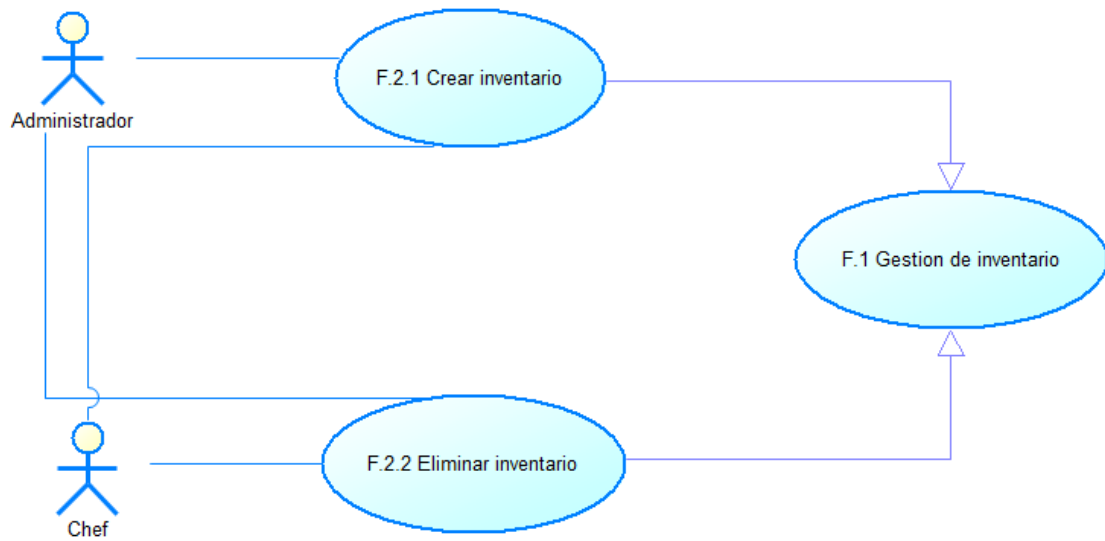 F.2.1 Crear inventario
Administrador
F.1 Gestion de inventario
F.2.2 Eliminar inventario
Chef